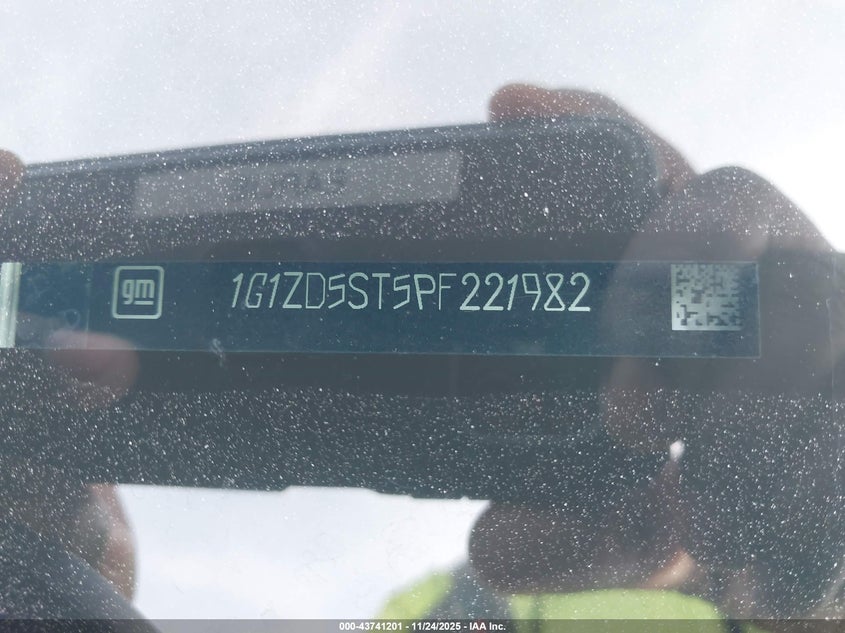 gm 1G1ZD5ST5PF221982
000-43741201 - 11/24/2025 - IAA Inc.